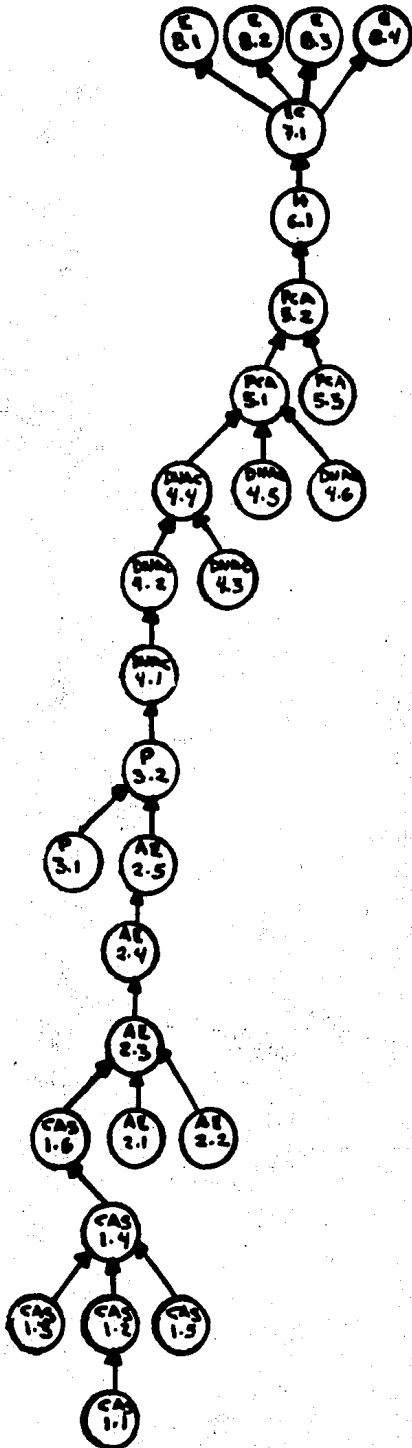 E
8.1
E
8.2
E
8.3
E
8.4
IC
7.1
H
6.1
PCA
5.2
PCA
5.1
PCA
5.3
DNAC
4.4
DNAC
4.5
DNAC
4.6
DNAC
4.2
DNAC
4.3
DNAC
4.1
P
3.2
P
3.1
AE
2.5
AE
2.4
AE
2.3
CAS
1.6
AE
2.1
AE
2.2
CAS
1.4
CAS
1.3
CAS
1.2
CAS
1.5
CAS
1.1